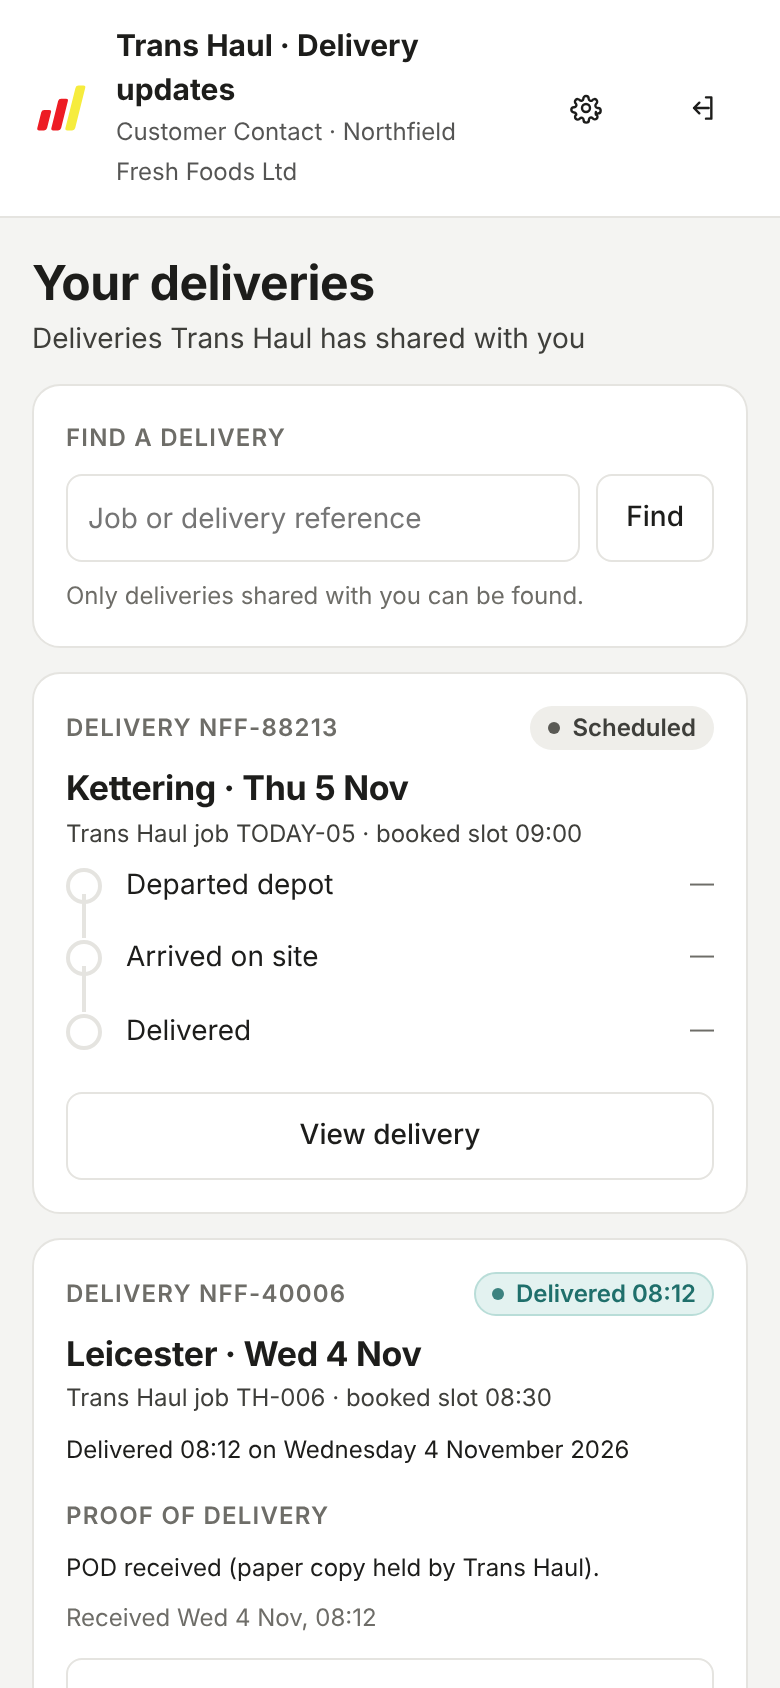 Trans Haul · Delivery
updates
Customer Contact · Northfield
Fresh Foods Ltd
Your deliveries
Deliveries Trans Haul has shared with you
FIND A DELIVERY
Job or delivery reference
Find
Only deliveries shared with you can be found.
DELIVERY NFF-88213
Scheduled
Kettering · Thu 5 Nov
Trans Haul job TODAY-05 · booked slot 09:00
Departed depot —
Arrived on site —
Delivered —
View delivery
DELIVERY NFF-40006
Delivered 08:12
Leicester · Wed 4 Nov
Trans Haul job TH-006 · booked slot 08:30
Delivered 08:12 on Wednesday 4 November 2026
PROOF OF DELIVERY
POD received (paper copy held by Trans Haul).
Received Wed 4 Nov, 08:12